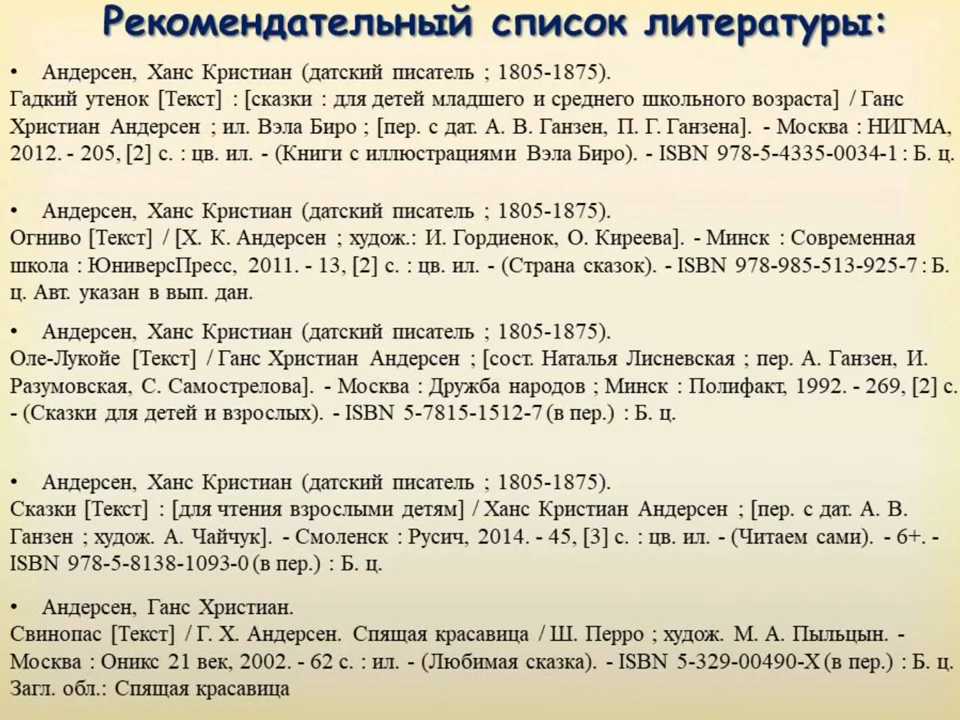 Рекомендательный список литературы:
• Андерсен, Ханс Кристиан (датский писатель ; 1805-1875).
Гадкий утенок [Текст] : [сказки : для детей младшего и среднего школьного возраста] / Ганс
Христиан Андерсен ; ил. Вэла Биро ; [пер. с дат. А. В. Ганзен, П. Г. Ганзена]. - Москва : НИГМА,
2012. - 205, [2] с. : цв. ил. - (Книги с иллюстрациями Вэла Биро). - ISBN 978-5-4335-0034-1 : Б. ц.
• Андерсен, Ханс Кристиан (датский писатель ; 1805-1875).
Огниво [Текст] / [Х. К. Андерсен ; худож.: И. Гордиенок, О. Киреева]. - Минск : Современная
школа : ЮниверсПресс, 2011. - 13, [2] с. : цв. ил. - (Страна сказок). - ISBN 978-985-513-925-7 : Б.
ц. Авт. указан в вып. дан.
• Андерсен, Ханс Кристиан (датский писатель ; 1805-1875).
Оле-Лукойе [Текст] / Ганс Христиан Андерсен ; [сост. Наталья Лисневская ; пер. А. Ганзен, И.
Разумовская, С. Самострелова]. - Москва : Дружба народов ; Минск : Полифакт, 1992. - 269, [2] с.
- (Сказки для детей и взрослых). - ISBN 5-7815-1512-7 (в пер.) : Б. ц.
• Андерсен, Ханс Кристиан (датский писатель ; 1805-1875).
Сказки [Текст] : [для чтения взрослыми детям] / Ханс Кристиан Андерсен ; [пер. с дат. А. В.
Ганзен ; худож. А. Чайчук]. - Смоленск : Русич, 2014. - 45, [3] с. : цв. ил. - (Читаем сами). - 6+. -
ISBN 978-5-8138-1093-0 (в пер.) : Б. ц.
• Андерсен, Ганс Христиан.
Свинопас [Текст] / Г. Х. Андерсен. Спящая красавица / Ш. Перро ; худож. М. А. Пыльцын. -
Москва : Оникс 21 век, 2002. - 62 с. : ил. - (Любимая сказка). - ISBN 5-329-00490-Х (в пер.) : Б. ц.
Загл. обл.: Спящая красавица